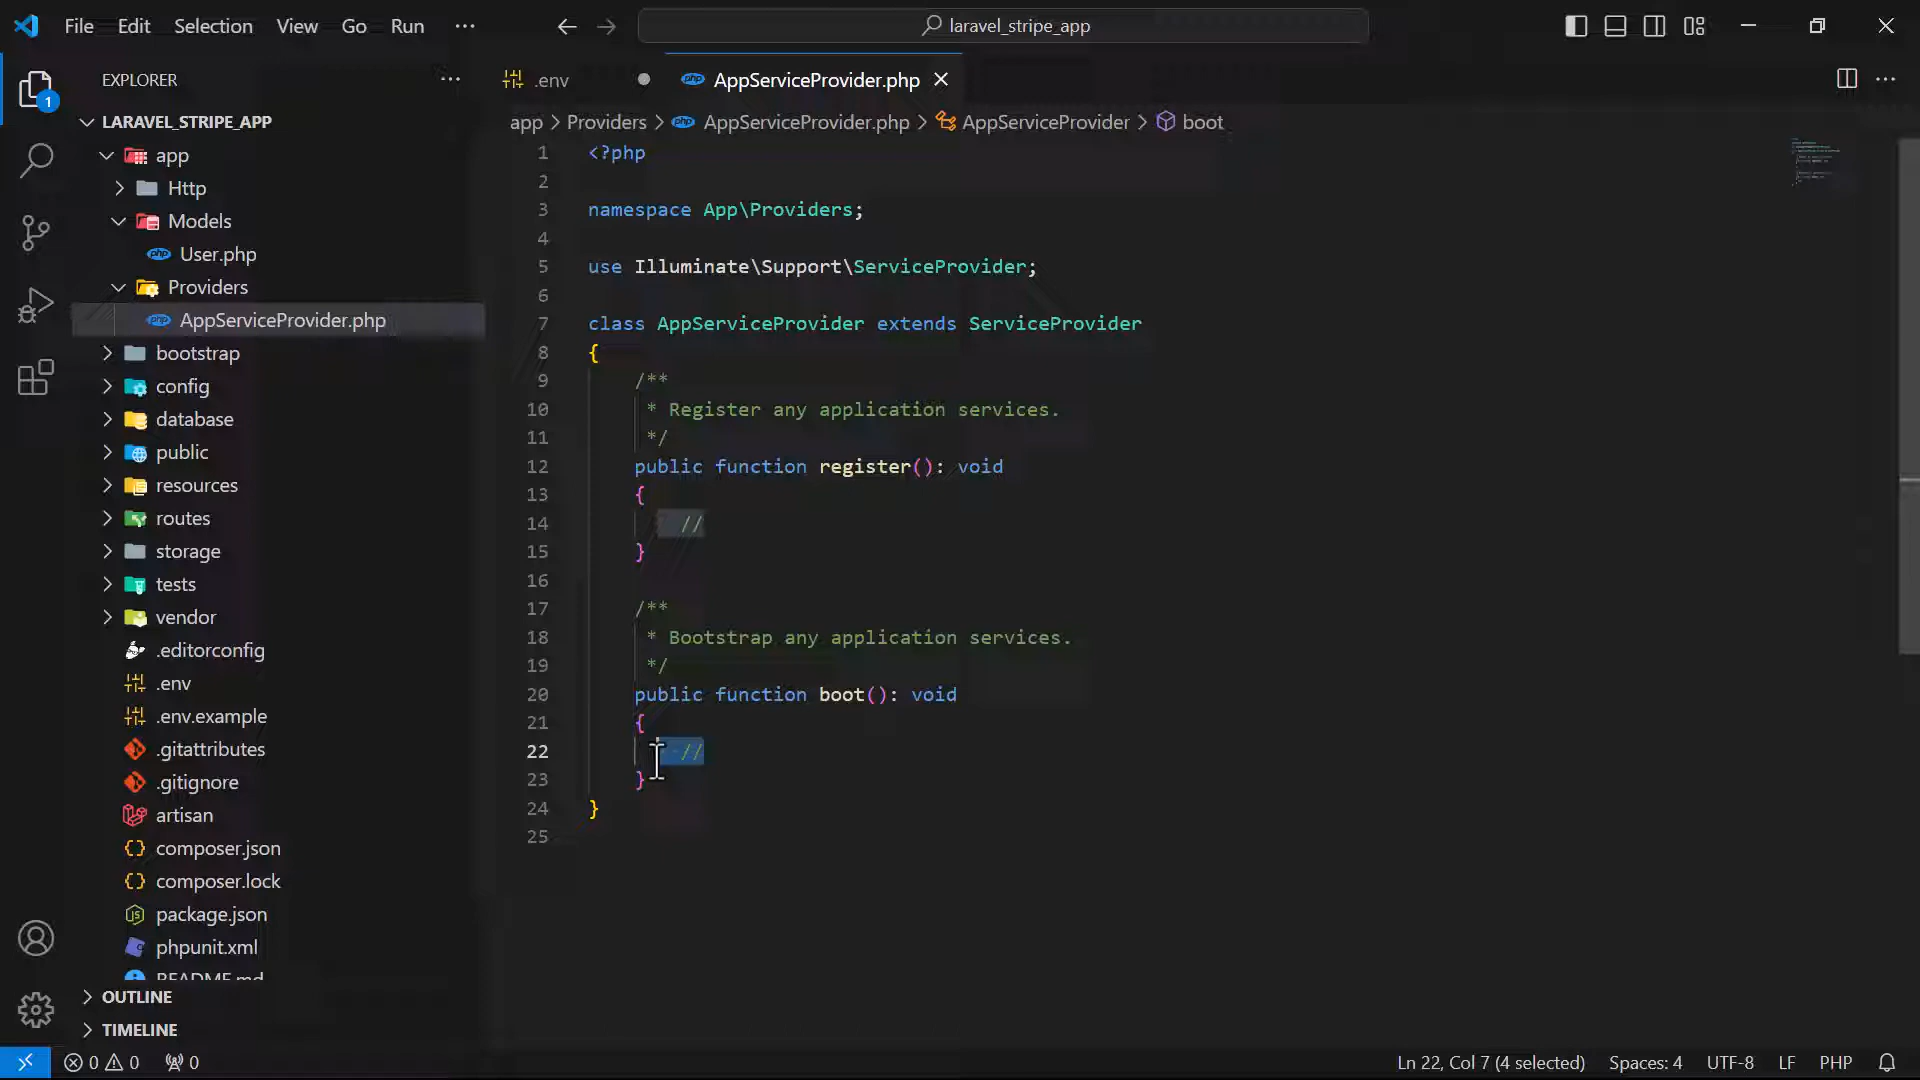 File Edit Selection View Go Run ···
laravel_stripe_app
EXPLORER ···
LARAVEL_STRIPE_APP
app
Http
Models
User.php
Providers
AppServiceProvider.php
bootstrap
config
database
public
resources
routes
storage
tests
vendor
.editorconfig
.env
.env.example
.gitattributes
.gitignore
artisan
composer.json
composer.lock
package.json
phpunit.xml
README.md
OUTLINE
TIMELINE
1
.env
php AppServiceProvider.php
···
app > Providers > php AppServiceProvider.php > AppServiceProvider > boot
1 <?php
2
3 namespace App\Providers;
4
5 use Illuminate\Support\ServiceProvider;
6
7 class AppServiceProvider extends ServiceProvider
8 {
9 /**
10 * Register any application services.
11 */
12 public function register(): void
13 {
14 //
15 }
16
17 /**
18 * Bootstrap any application services.
19 */
20 public function boot(): void
21 {
22 //
23 }
24 }
25
0 0 0
Ln 22, Col 7 (4 selected) Spaces: 4 UTF-8 LF PHP